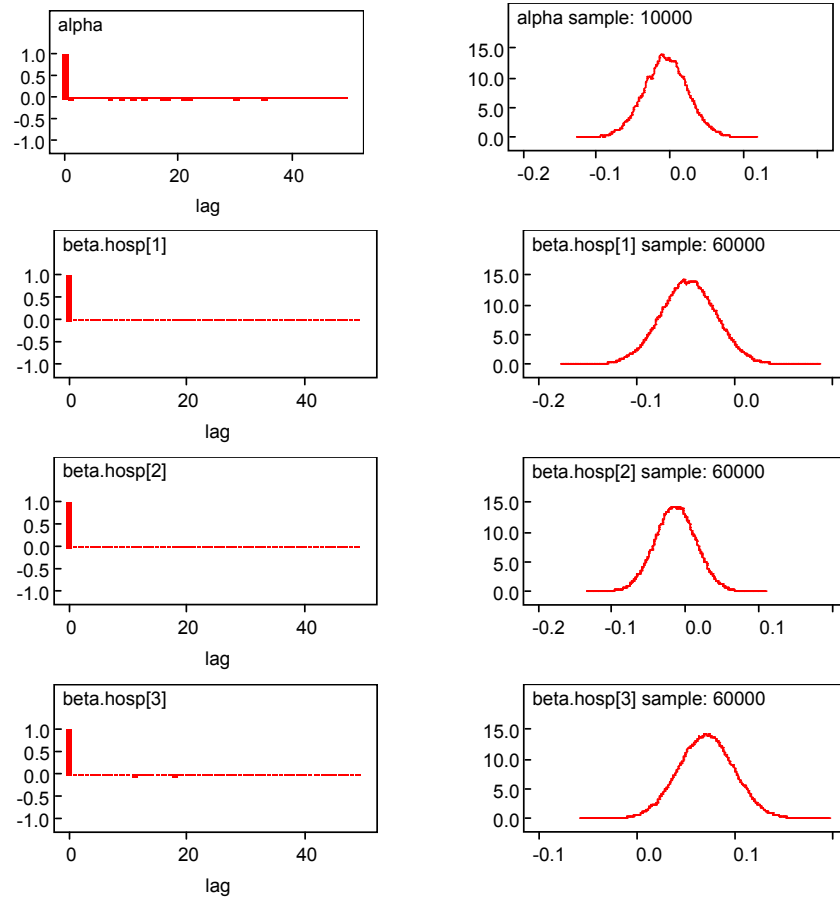 alpha
1.0
0.5
0.0
-0.5
-1.0
0 20 40
lag
alpha sample: 10000
15.0
10.0
5.0
0.0
-0.2 -0.1 0.0 0.1
beta.hosp[1]
1.0
0.5
0.0
-0.5
-1.0
0 20 40
lag
beta.hosp[1] sample: 60000
15.0
10.0
5.0
0.0
-0.2 -0.1 0.0
beta.hosp[2]
1.0
0.5
0.0
-0.5
-1.0
0 20 40
lag
beta.hosp[2] sample: 60000
15.0
10.0
5.0
0.0
-0.2 -0.1 0.0 0.1
beta.hosp[3]
1.0
0.5
0.0
-0.5
-1.0
0 20 40
lag
beta.hosp[3] sample: 60000
15.0
10.0
5.0
0.0
-0.1 0.0 0.1